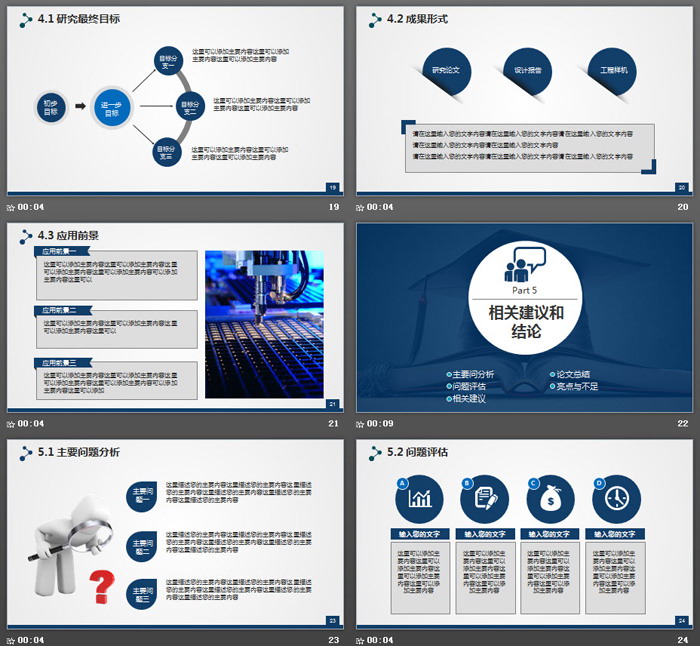 4.1 研究最终目标
初步
目标
进一步
目标
目标分
支一
目标分
支二
目标分
支三
这里可以添加主要内容这里可以添加
主要内容这里可以添加主要内容
这里可以添加主要内容这里可以添加
主要内容这里可以添加主要内容
这里可以添加主要内容这里可以添加
主要内容这里可以添加主要内容
19
00:04
19
4.2 成果形式
研究论文
设计报告
工程样机
请在这里输入您的文字内容请在这里输入您的文字内容请在这里输入您的文字内容
请在这里输入您的文字内容请在这里输入您的文字内容
请在这里输入您的文字内容请在这里输入您的文字内容请在这里输入您的文字内容
20
00:04
20
4.3 应用前景
应用前景一
这里可以添加主要内容这里可以添加主要内容这里
可以添加主要内容这里可以添加主要内容这里可以添加
主要内容这里可以
应用前景二
这里可以添加主要内容这里可以添加主要内容这里
可以添加主要内容这里可以
应用前景三
这里可以添加主要内容这里可以添加主要内容这里
可以添加主要内容这里可以添加主要内容这里可以添加
主要内容这里可以添加
21
00:04
21
Part 5
相关建议和
结论
主要问分析
问题评估
相关建议
论文总结
亮点与不足
00:09
22
5.1 主要问题分析
主要问
题一
这里描述您的主要内容这里描述您的主要内容这里描述
您的主要内容这里描述您的主要内容这里描述您的主要
内容这里描述您的主要内容
主要问
题二
这里描述您的主要内容这里描述您的主要内容这里描述
您的主要内容这里描述您的主要内容这里描述您的主要
内容
主要问
题三
这里描述您的主要内容这里描述您的主要内容这里描述
您的主要内容这里描述您的主要内容这里描述您的主要
内容这里描述您的主要内容
23
00:04
23
5.2 问题评估
A
B
C
D
输入您的文字
输入您的文字
输入您的文字
输入您的文字
这里可以添加主
要内容这里可以
添加主要内容这
里可以添加主要
内容这里可以添
加主要内容
这里可以添加主
要内容这里可以
添加主要内容这
里可以添加主要
内容这里可以添
加主要内容
这里可以添加主
要内容这里可以
添加主要内容这
里可以添加主要
内容这里可以添
加主要内容
这里可以添加主
要内容这里可以
添加主要内容这
里可以添加主要
内容这里可以添
加主要内容
24
00:04
24